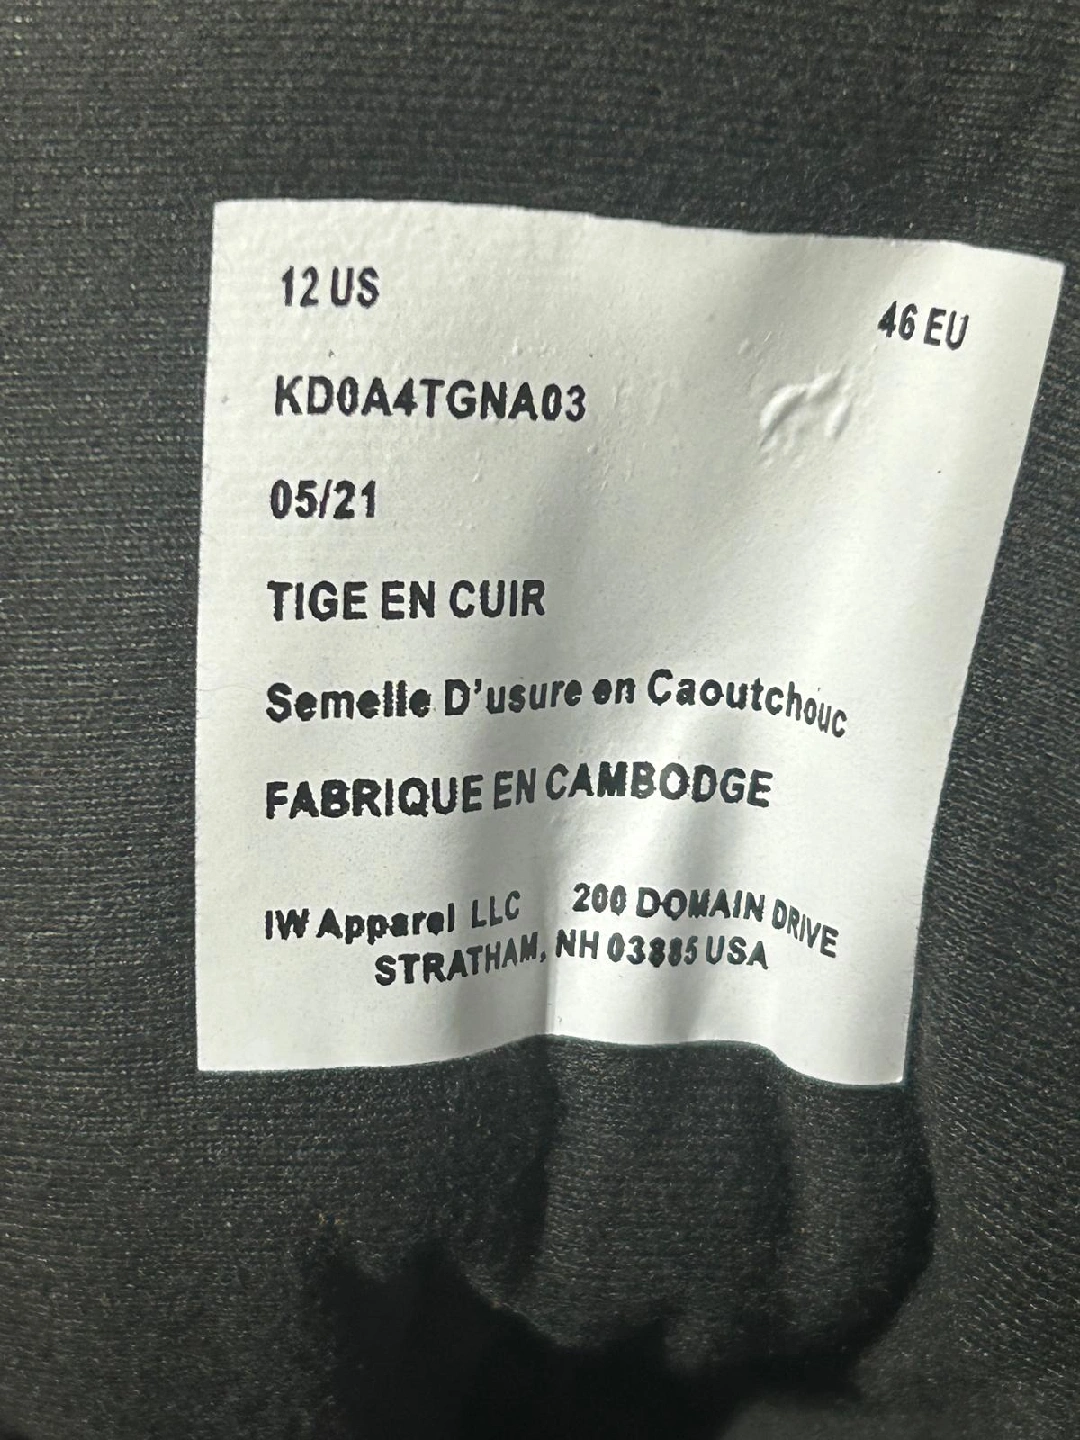 12 US 46 EU
KD0A4TGNA03
05/21
TIGE EN CUIR
Semelle D'usure en Caoutchouc
FABRIQUE EN CAMBODGE
IW Apparel LLC 200 DOMAIN DRIVE
STRATHAM, NH 03885 USA